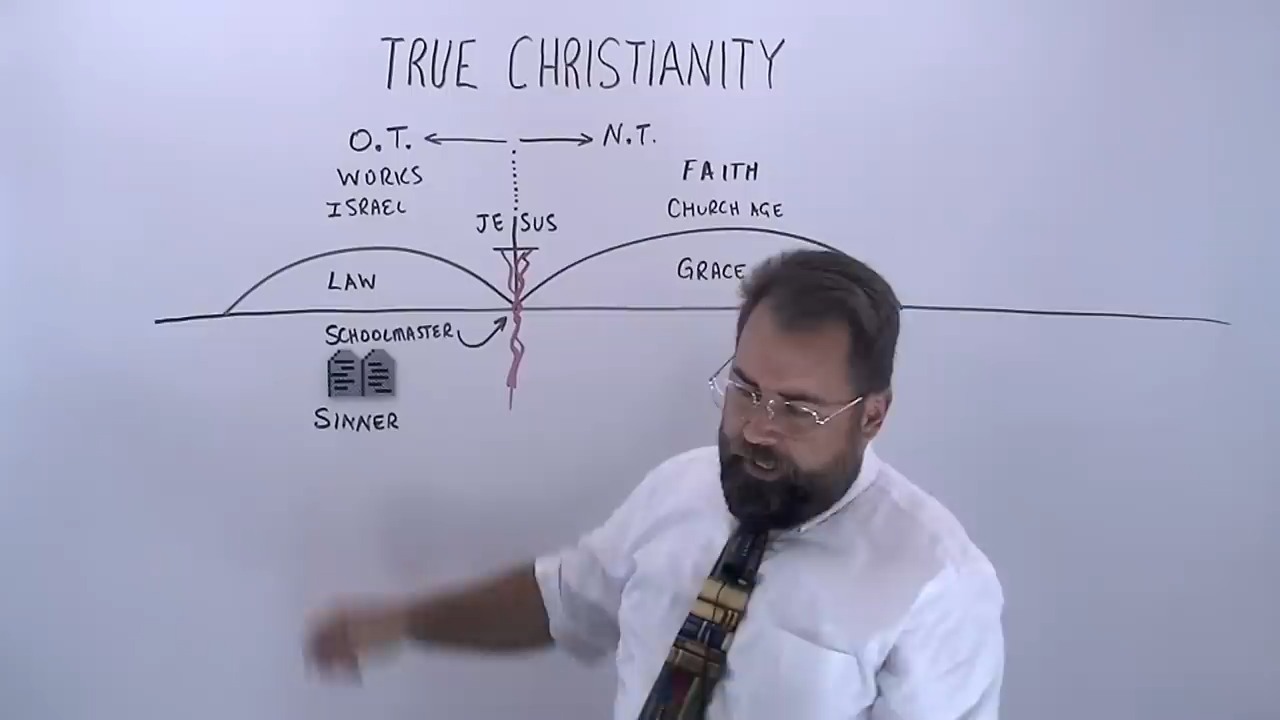 TRUE CHRISTIANITY
O.T. N.T.
WORKS FAITH
ISRAEL CHURCH AGE
JESUS
LAW GRACE
SCHOOLMASTER
SINNER